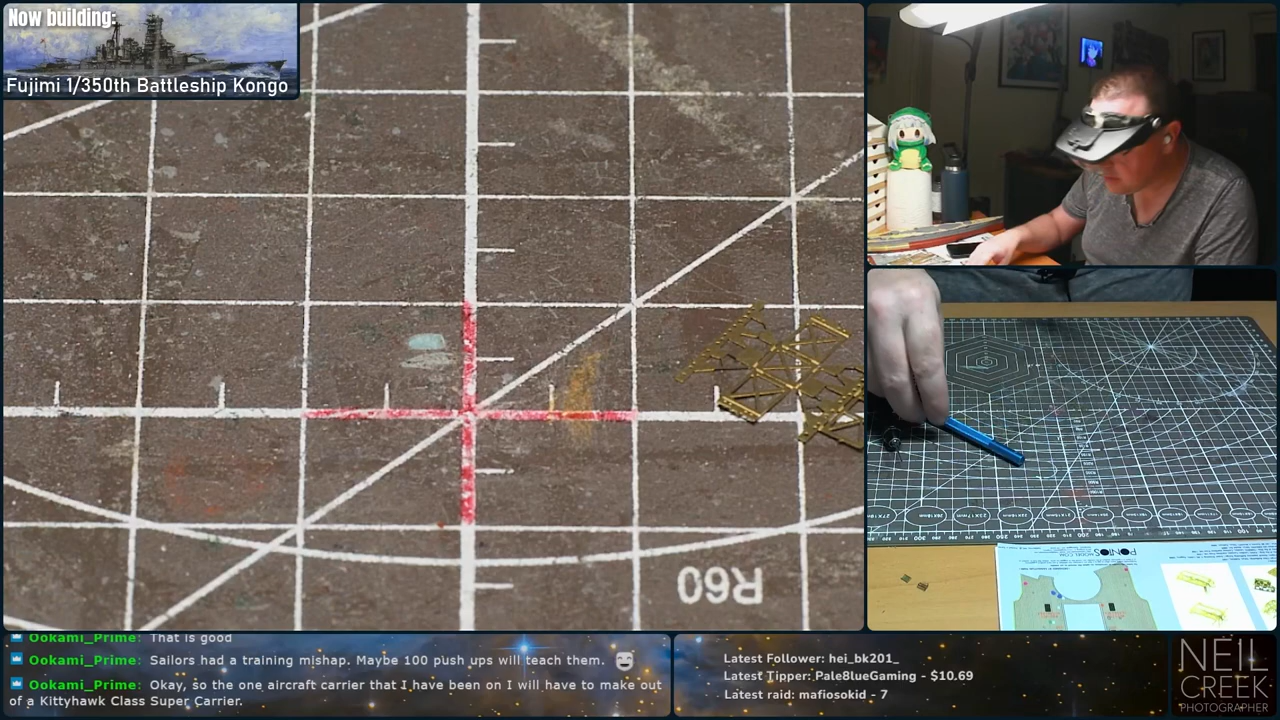 Now building:
Fujimi 1/350th Battleship Kongo
R60
PONTOS
Ookami_Prime: That is good
Ookami_Prime: Sailors had a training mishap. Maybe 100 push ups will teach them.
Ookami_Prime: Okay, so the one aircraft carrier that I have been on I will have to make out
of a Kittyhawk Class Super Carrier.
Latest Follower: hei_bk201_
Latest Tipper: PaleBlueGaming - $10.69
Latest raid: mafiosokid - 7
NEIL
CREEK
PHOTOGRAPHER